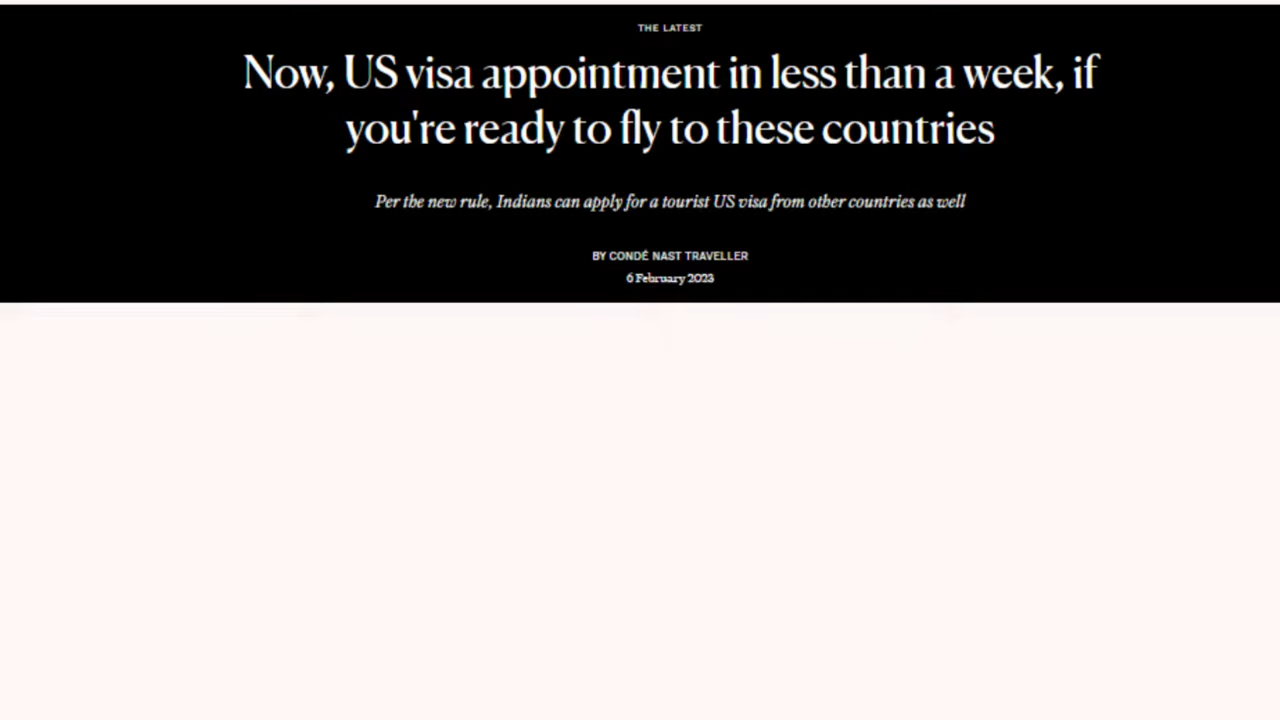 THE LATEST
Now, US visa appointment in less than a week, if
you're ready to fly to these countries
Per the new rule, Indians can apply for a tourist US visa from other countries as well
BY CONDÉ NAST TRAVELLER
6 February 2023